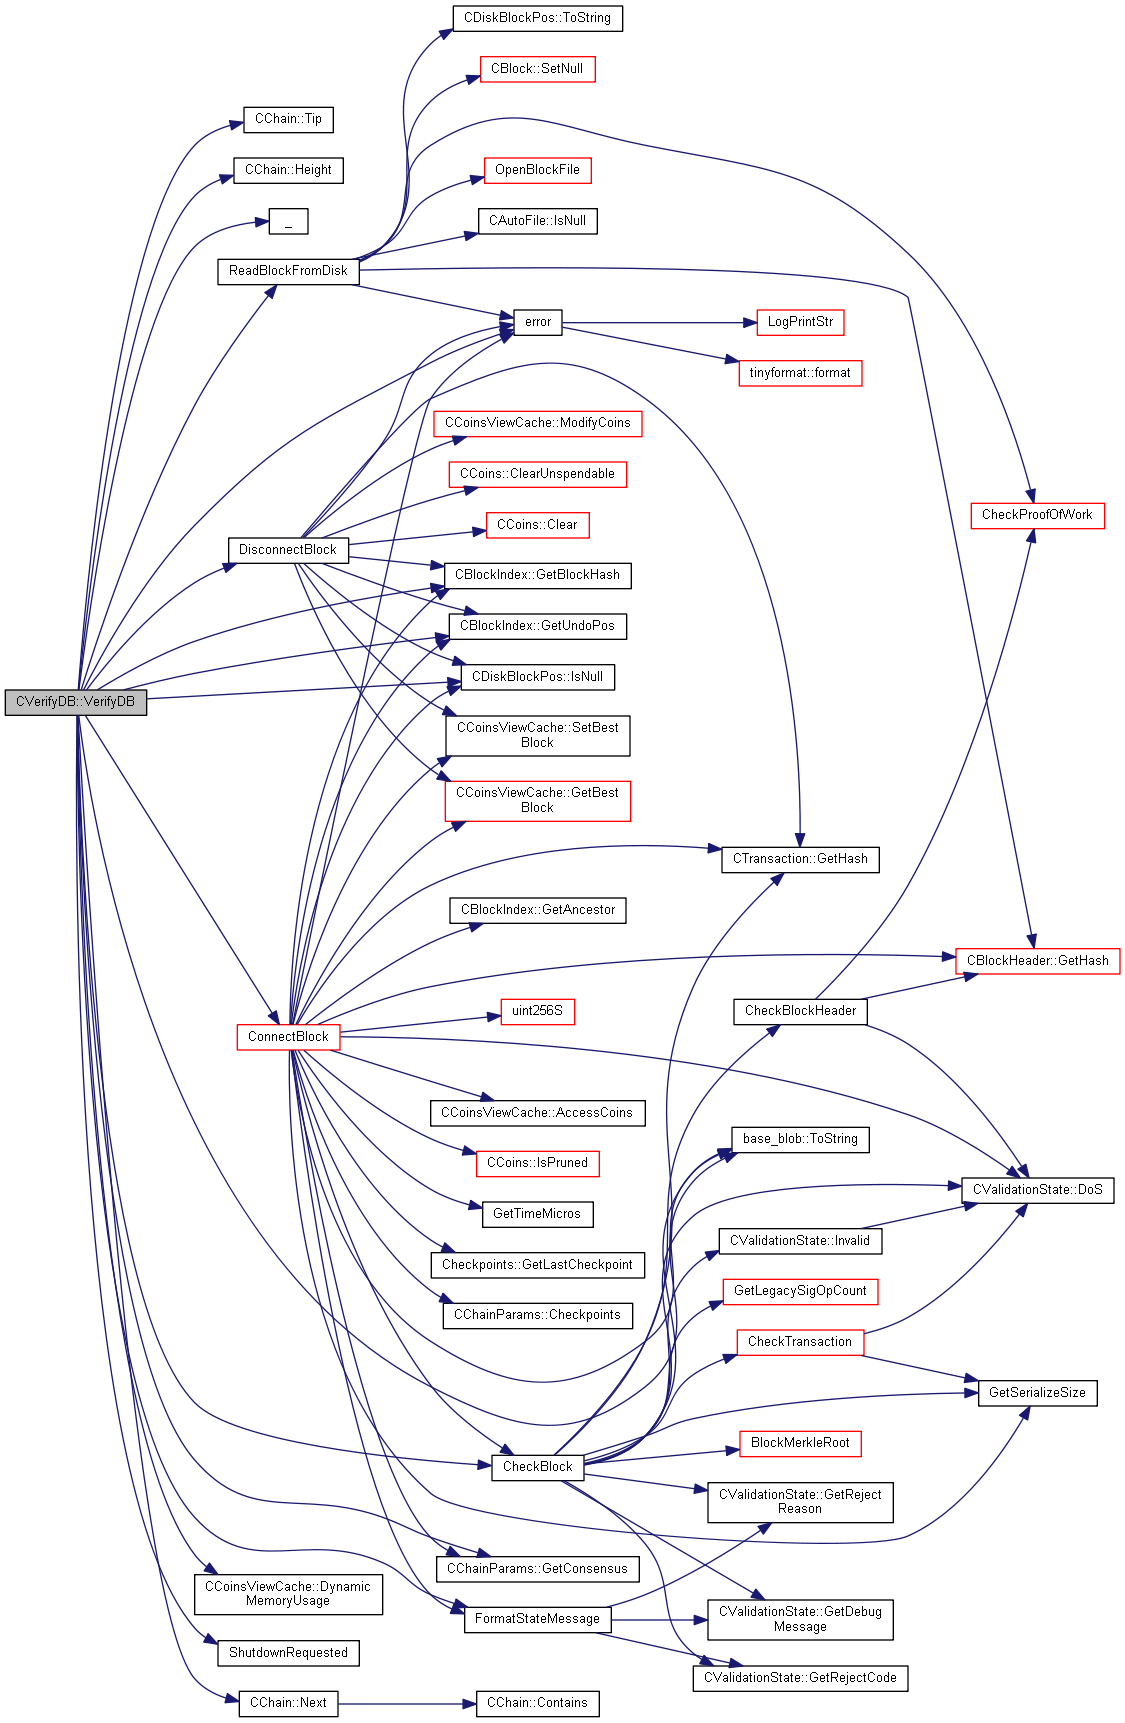 CDiskBlockPos::ToString
CBlock::SetNull
CChain::Tip
CChain::Height
OpenBlockFile
_
CAutoFile::IsNull
ReadBlockFromDisk
error
LogPrintStr
tinyformat::format
CCoinsViewCache::ModifyCoins
CCoins::ClearUnspendable
CheckProofOfWork
CCoins::Clear
DisconnectBlock
CBlockIndex::GetBlockHash
CBlockIndex::GetUndoPos
CDiskBlockPos::IsNull
CVerifyDB::VerifyDB
CCoinsViewCache::SetBest
Block
CCoinsViewCache::GetBest
Block
CTransaction::GetHash
CBlockIndex::GetAncestor
CBlockHeader::GetHash
uint256S
CheckBlockHeader
ConnectBlock
CCoinsViewCache::AccessCoins
base_blob::ToString
CCoins::IsPruned
CValidationState::DoS
GetTimeMicros
CValidationState::Invalid
Checkpoints::GetLastCheckpoint
GetLegacySigOpCount
CChainParams::Checkpoints
CheckTransaction
GetSerializeSize
BlockMerkleRoot
CheckBlock
CValidationState::GetReject
Reason
CChainParams::GetConsensus
CCoinsViewCache::Dynamic
MemoryUsage
FormatStateMessage
CValidationState::GetDebug
Message
ShutdownRequested
CValidationState::GetRejectCode
CChain::Next
CChain::Contains